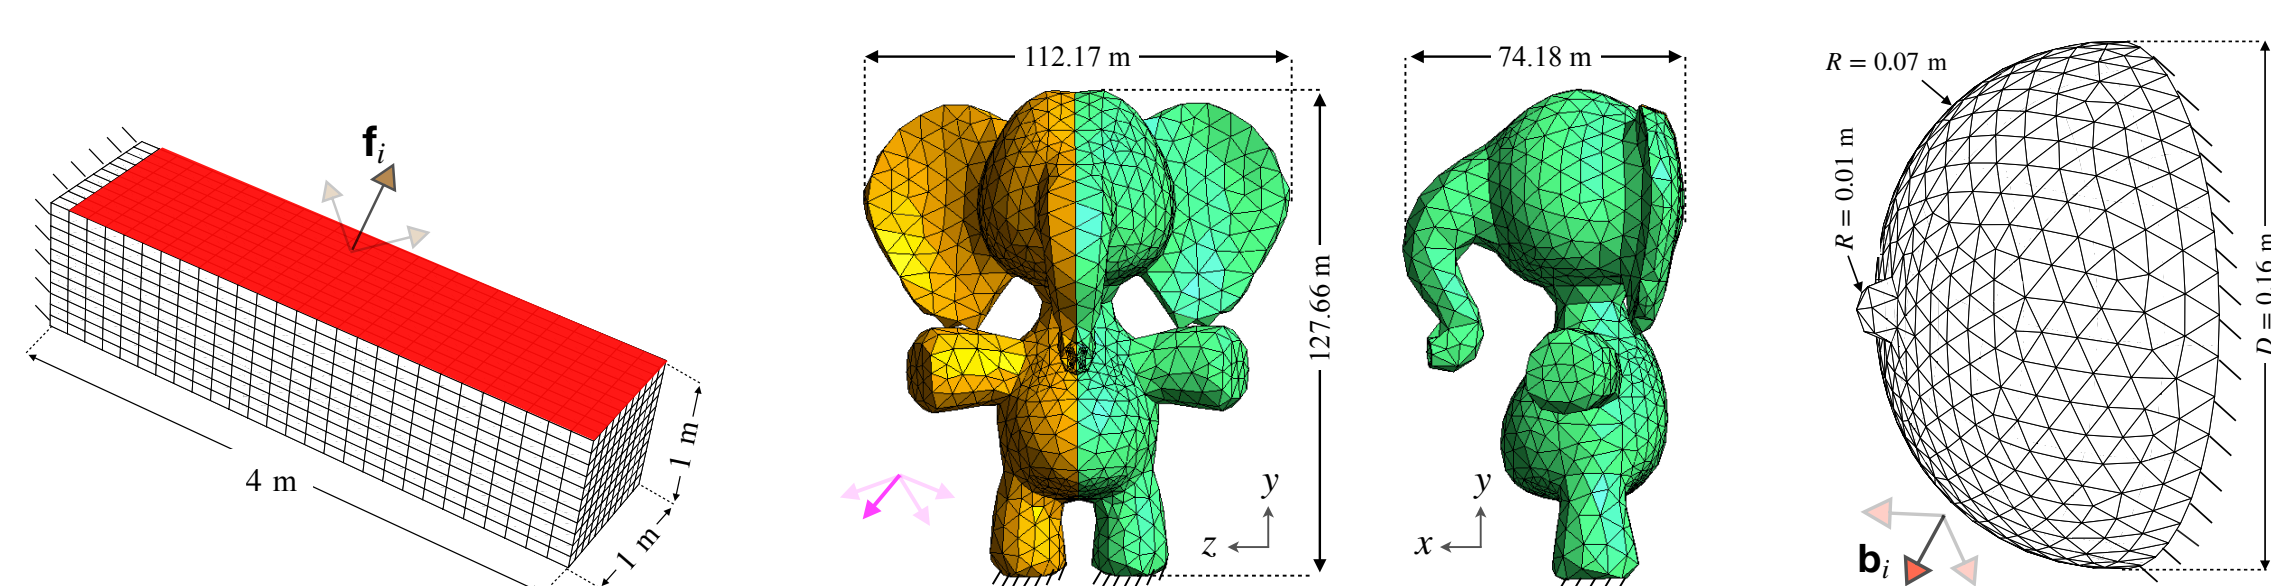 f_i
4 m
1 m
1 m
112.17 m
127.66 m
y
z
74.18 m
y
x
R = 0.07 m
R = 0.01 m
D = 0.16 m
b_i